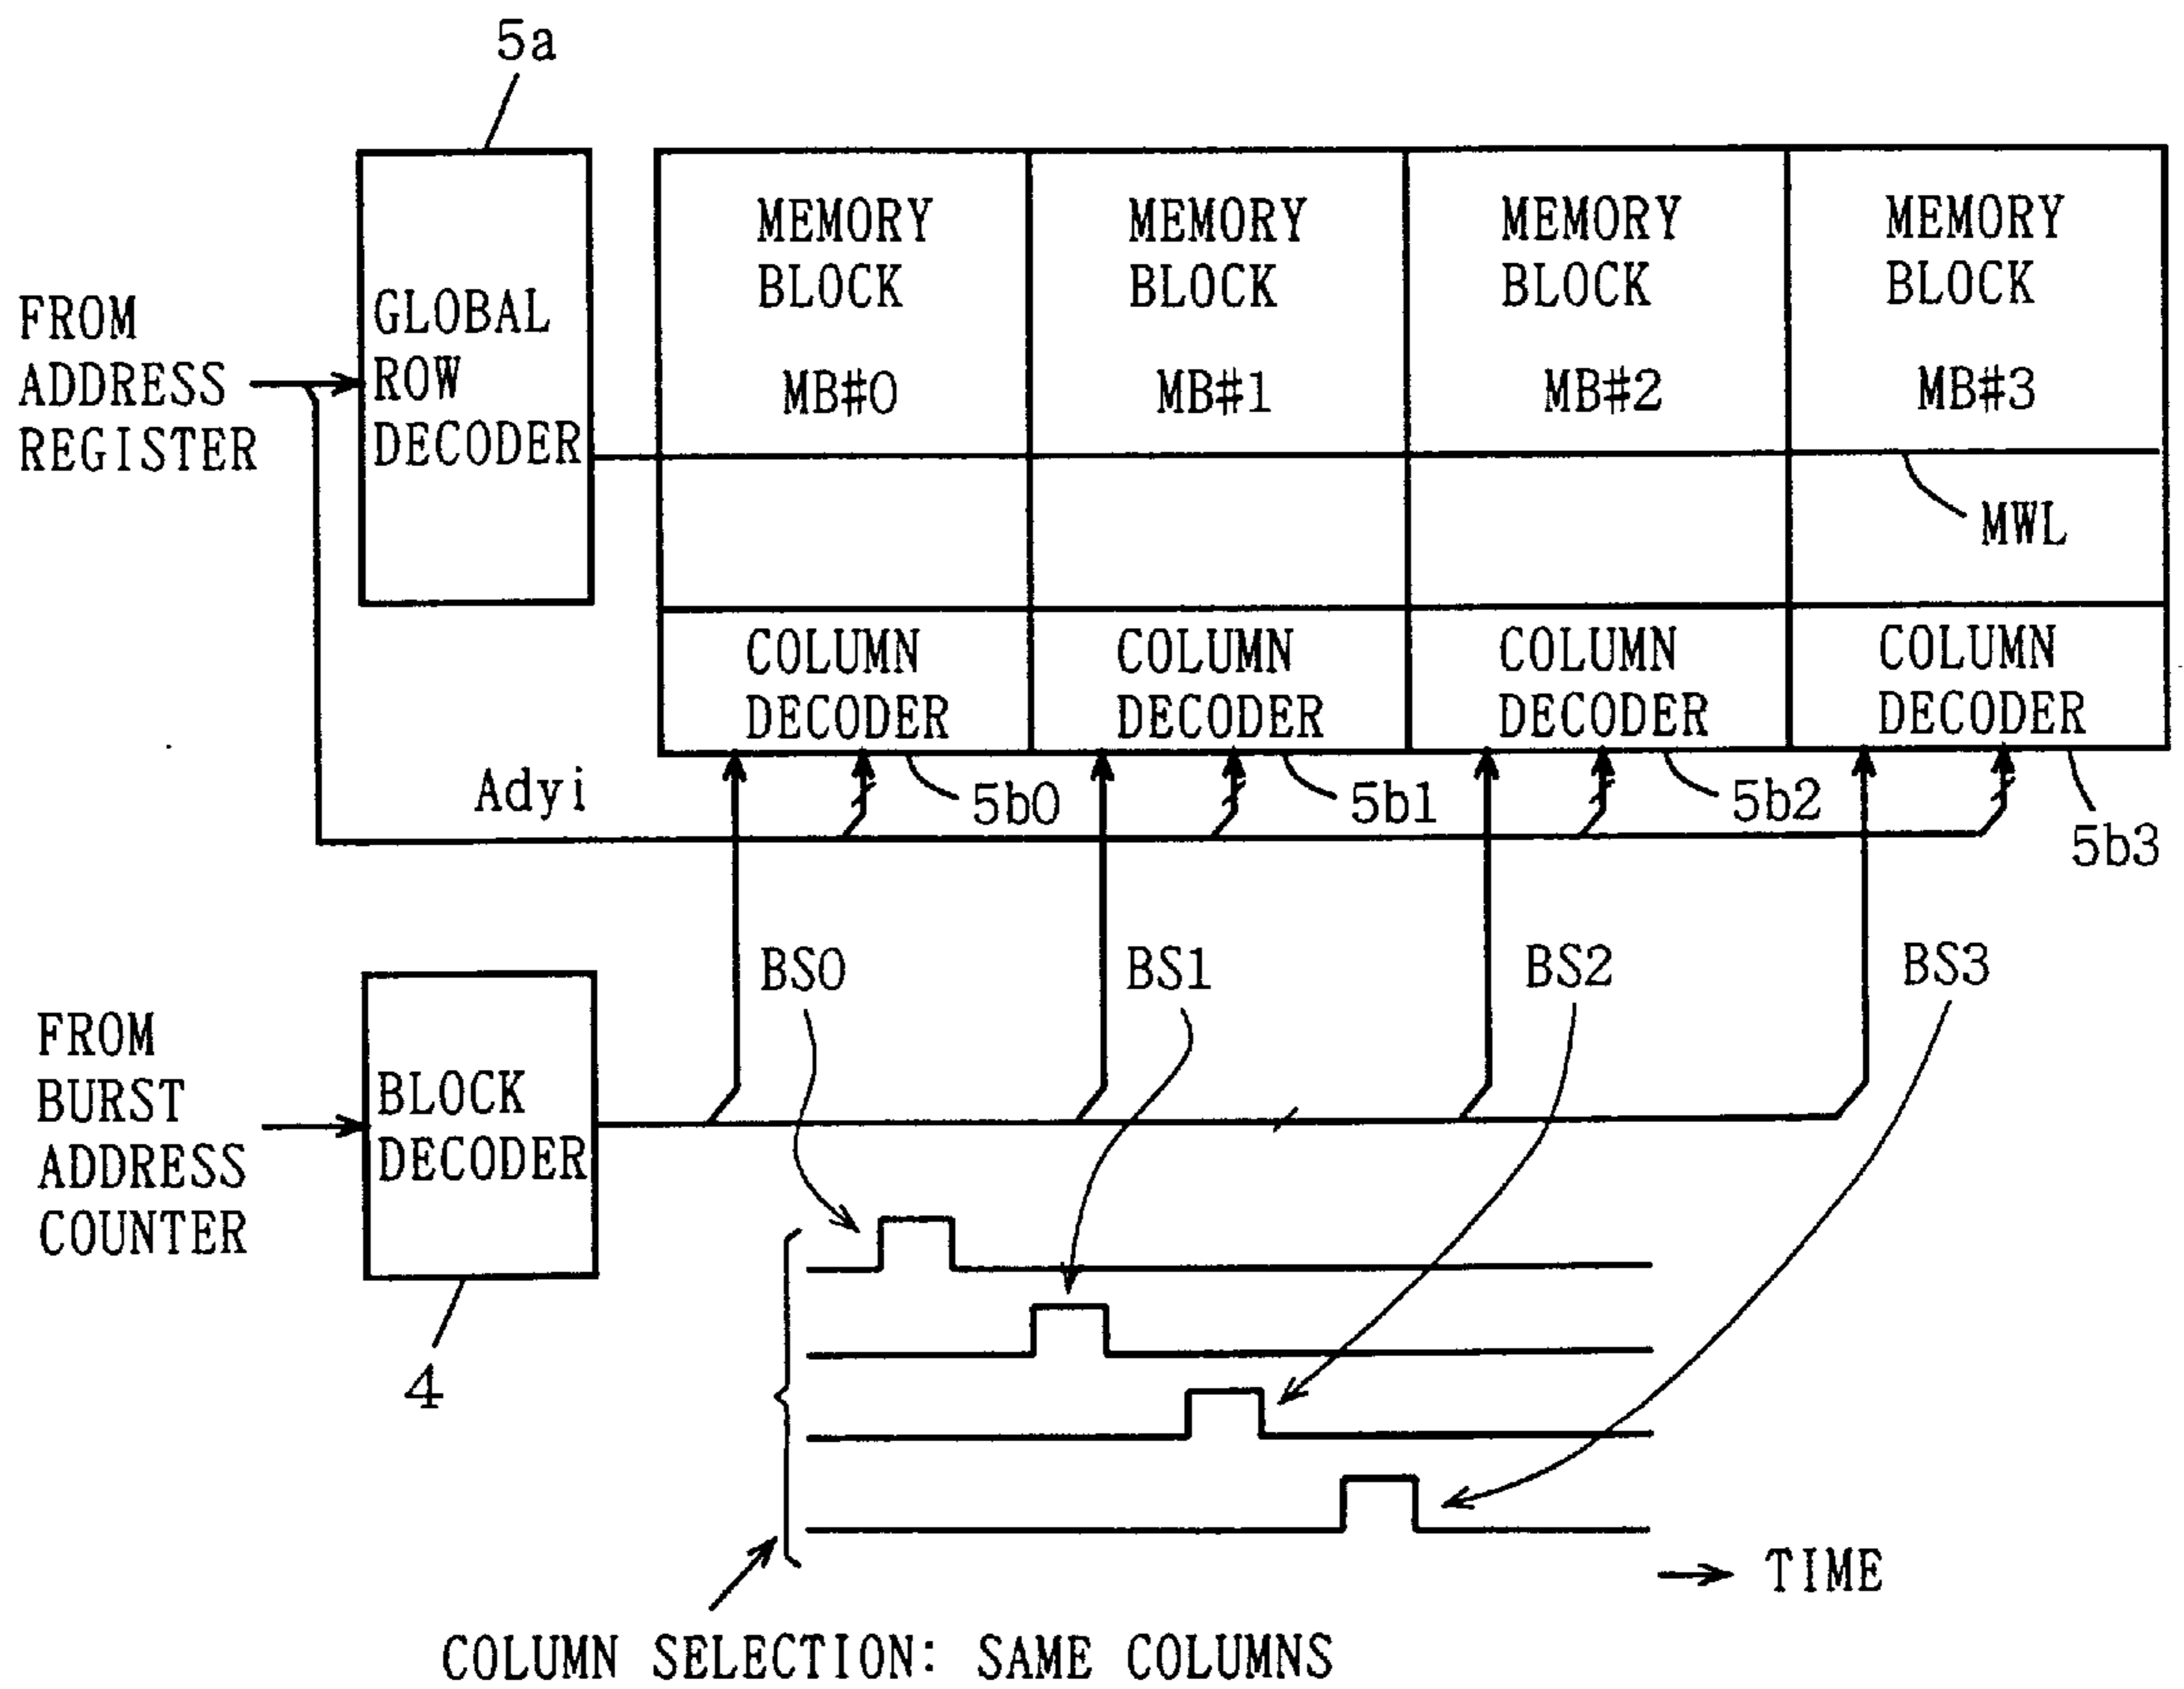 5a
FROM
ADDRESS
REGISTER
GLOBAL
ROW
DECODER
MEMORY
BLOCK
MB#0
MEMORY
BLOCK
MB#1
MEMORY
BLOCK
MB#2
MEMORY
BLOCK
MB#3
MWL
COLUMN
DECODER
COLUMN
DECODER
COLUMN
DECODER
COLUMN
DECODER
Adyi
5b0
5b1
5b2
5b3
BS0
BS1
BS2
BS3
FROM
BURST
ADDRESS
COUNTER
BLOCK
DECODER
4
TIME
COLUMN SELECTION: SAME COLUMNS